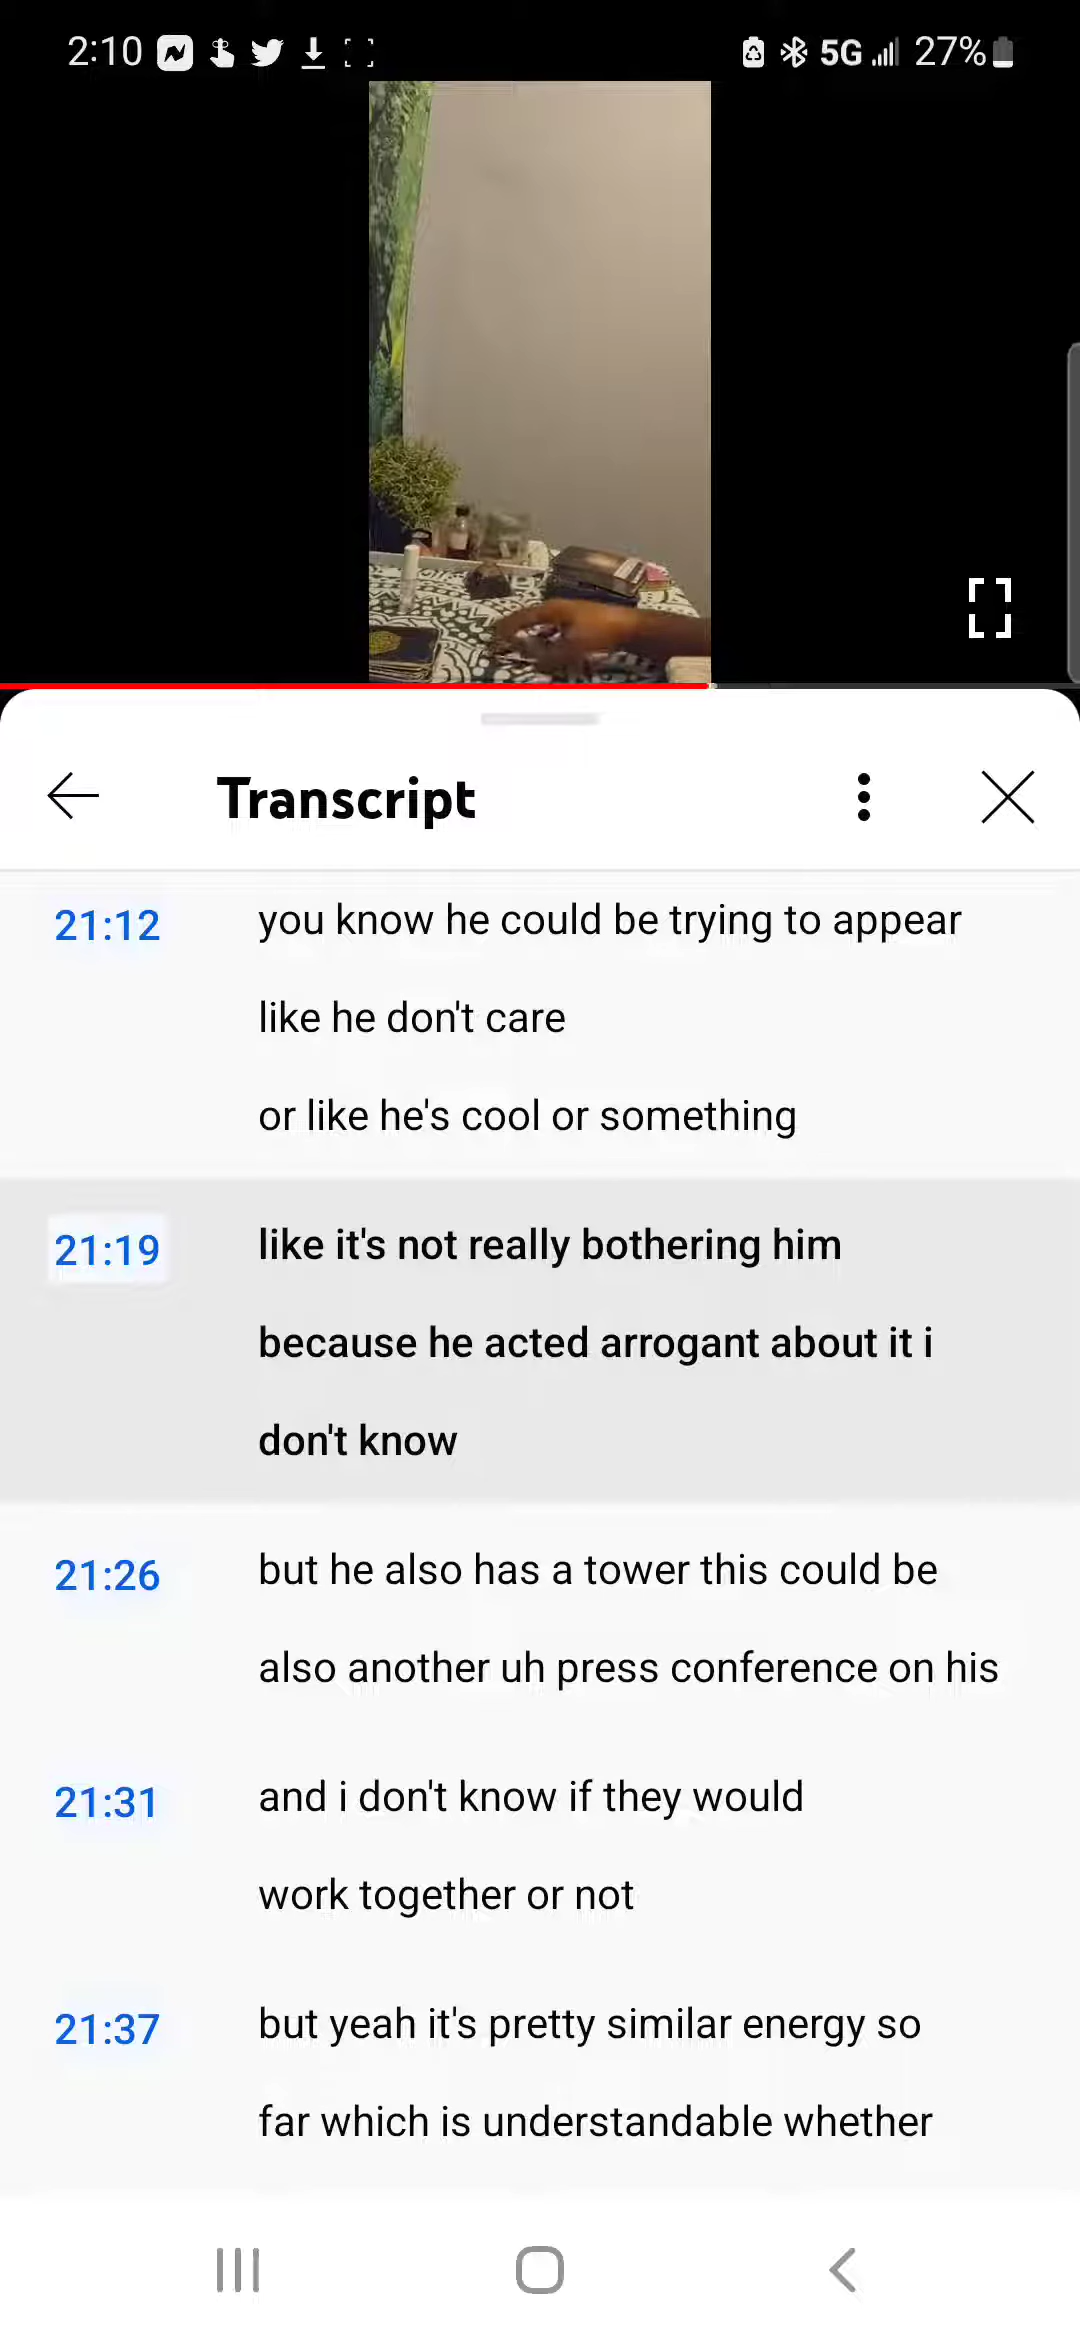 2:10 5G 27%
Transcript
21:12 you know he could be trying to appear
like he don't care
or like he's cool or something
21:19 like it's not really bothering him
because he acted arrogant about it i
don't know
21:26 but he also has a tower this could be
also another uh press conference on his
21:31 and i don't know if they would
work together or not
21:37 but yeah it's pretty similar energy so
far which is understandable whether